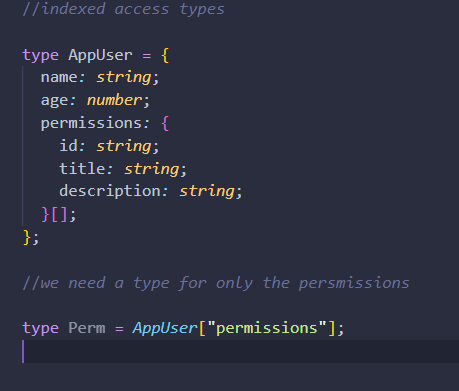 //indexed access types
type AppUser = {
name: string;
age: number;
permissions: {
id: string;
title: string;
description: string;
}[];
};
//we need a type for only the persmissions
type Perm = AppUser["permissions"];